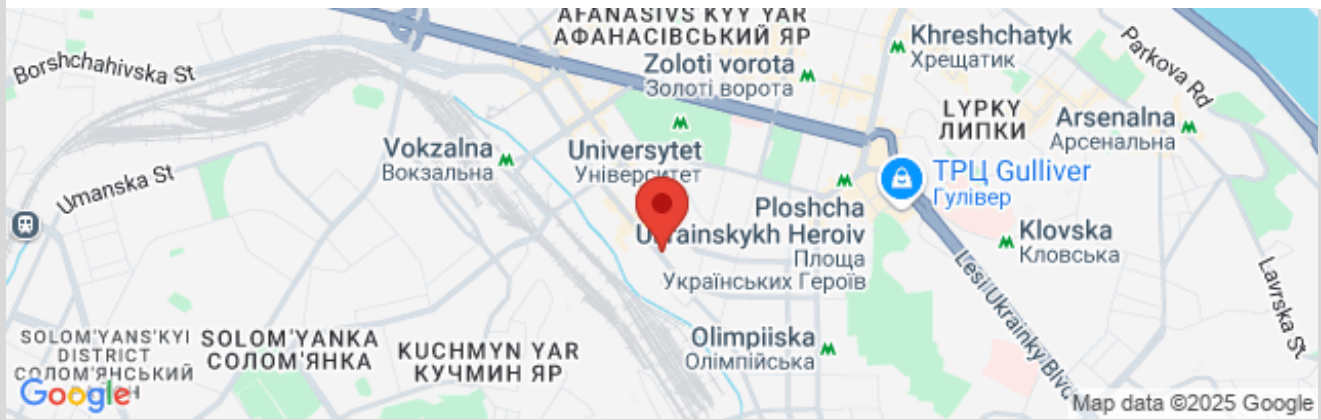 AFANASIVS KYY YAR
АФАНАСІВСЬКИЙ ЯР
Khreshchatyk
Хрещатик
Parkova Rd
Borshchahivska St
Zoloti vorota
Золоті ворота
LYPKY
ЛИПКИ
Arsenalna
Арсенальна
Vokzalna
Вокзальна
Universytet
Університет
ТРЦ Gulliver
Гулівер
Umanska St
Ploshcha
Ukrainskykh Heroiv
Площа
Українських Героїв
Klovska
Кловська
Lesi Ukrainky Blvd
Lavrska St
SOLOM'YANS'KYI
DISTRICT
СОЛОМ'ЯНСЬКИЙ
SOLOM'YANKA
СОЛОМ'ЯНКА
KUCHMYN YAR
КУЧМИН ЯР
Olimpiiska
Олімпійська
Google
Map data ©2025 Google